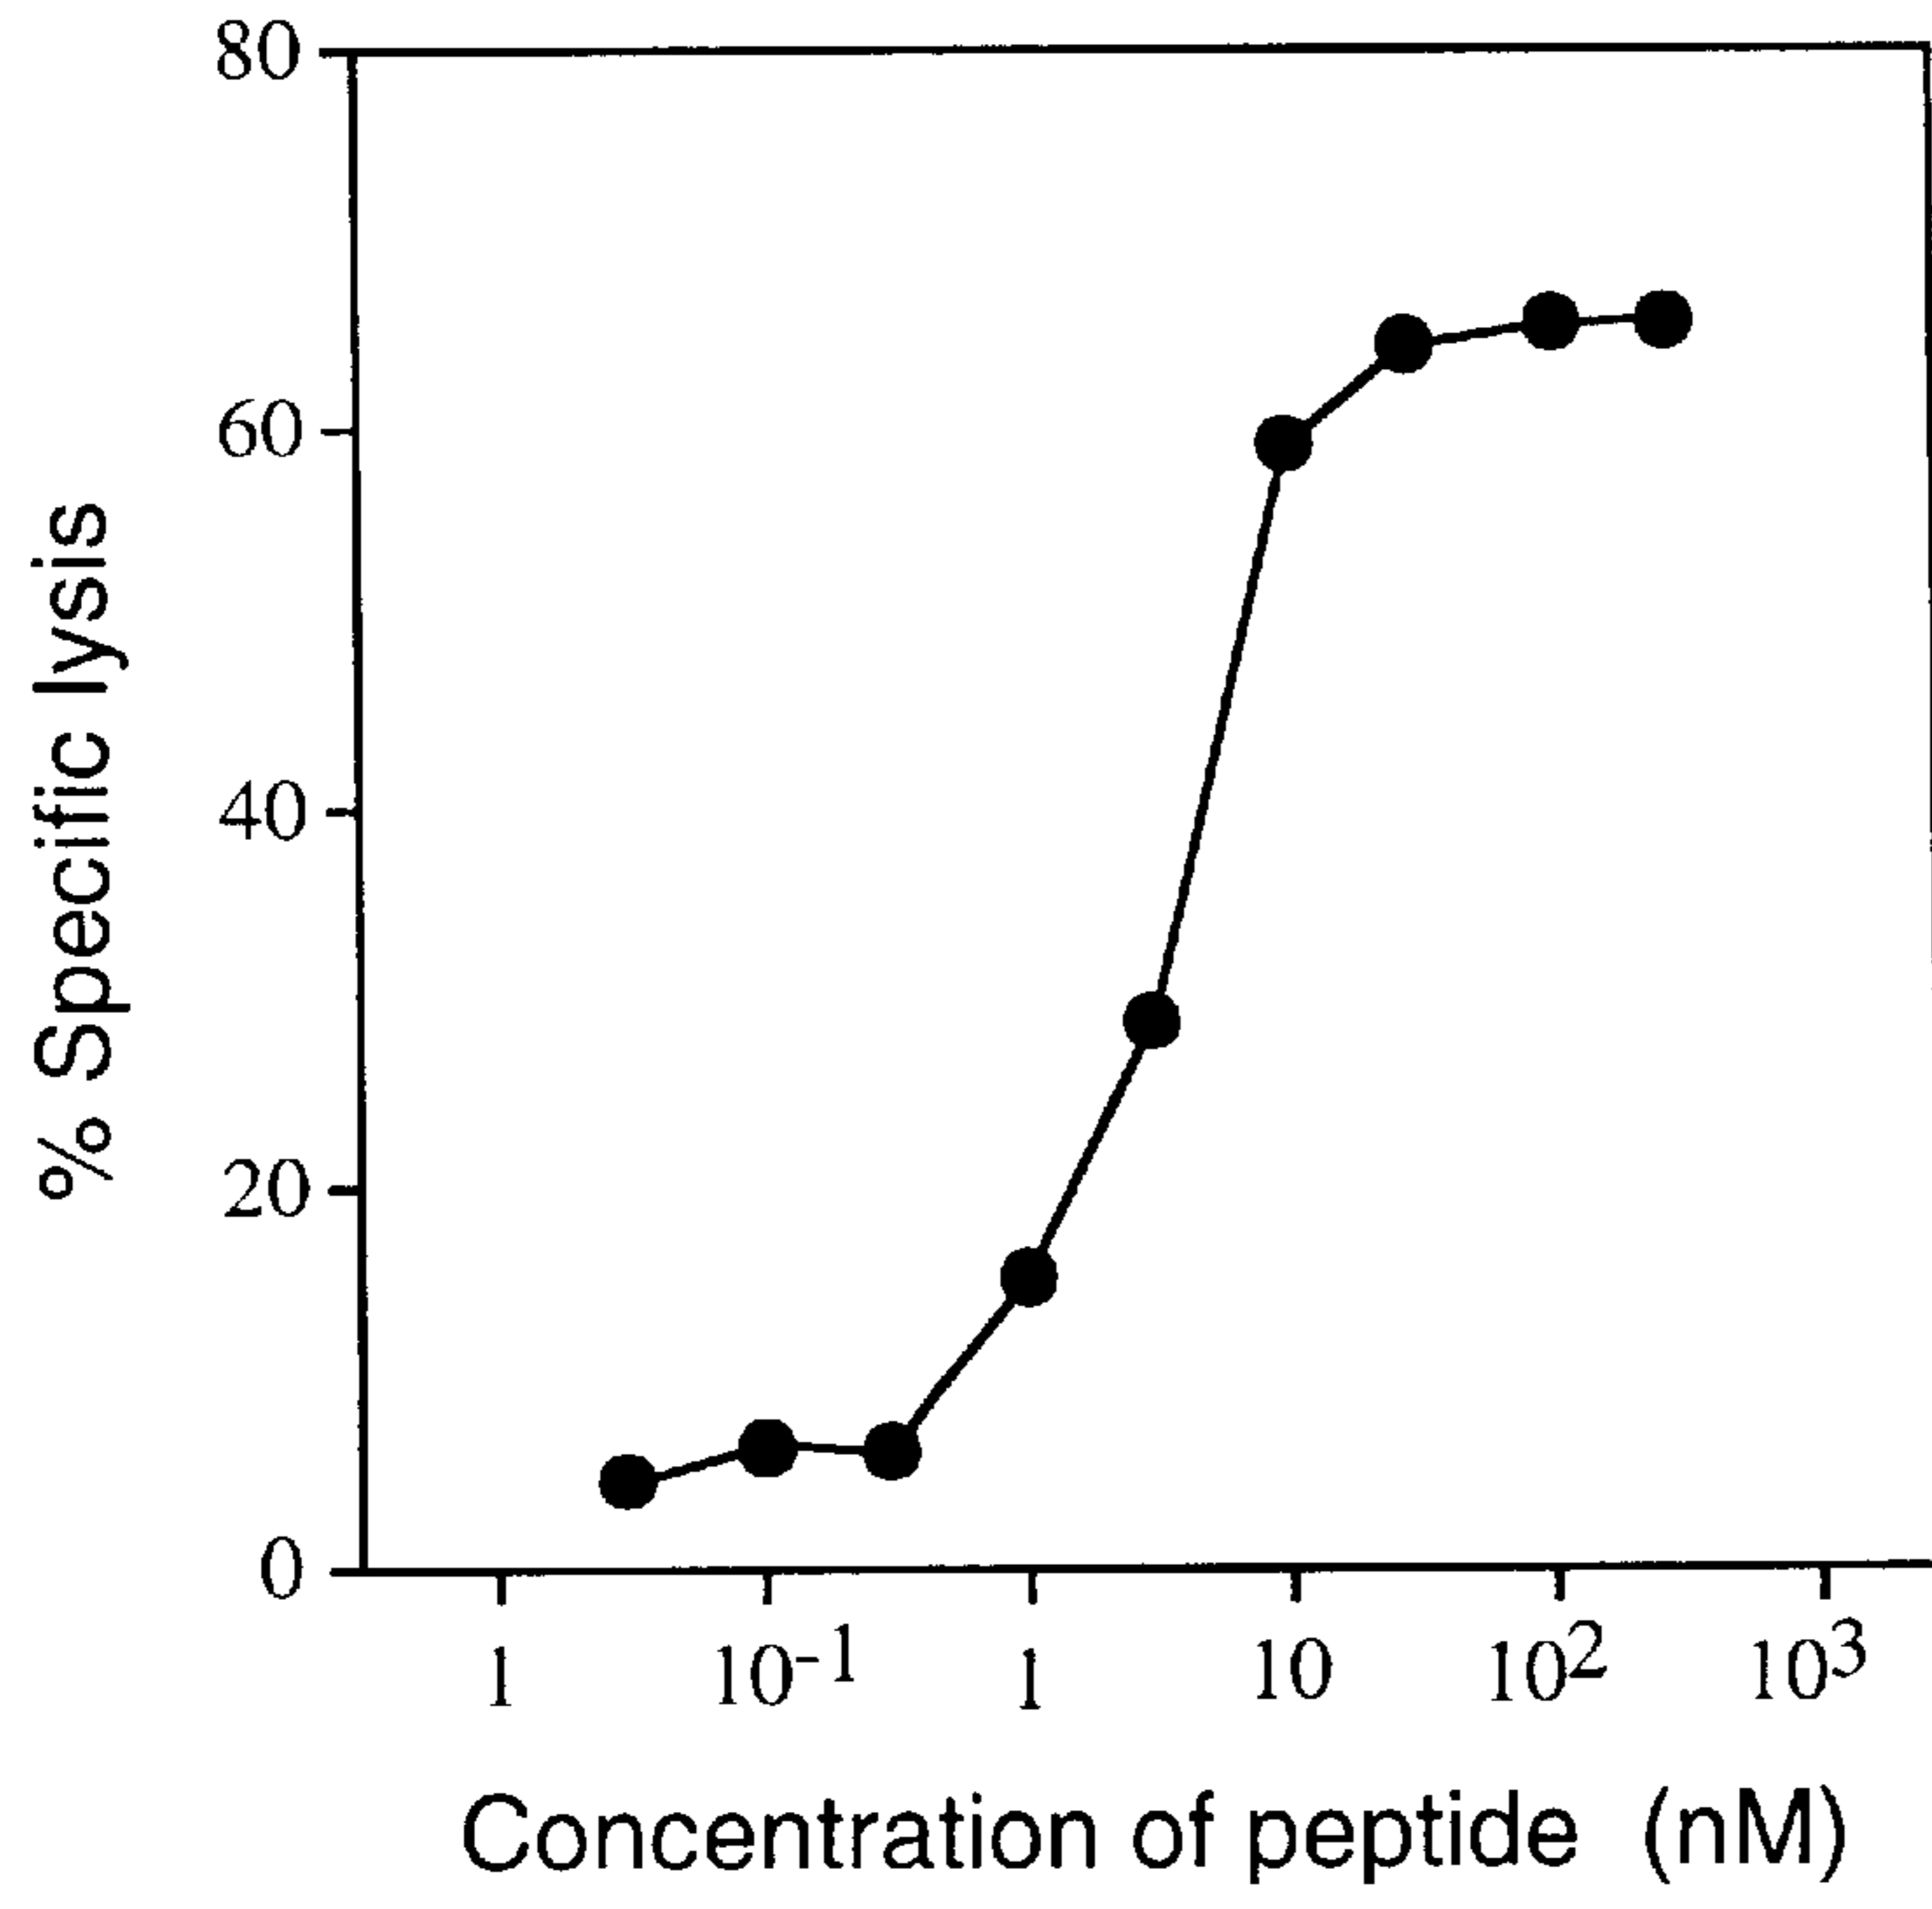 80
60
40
20
0
% Specific lysis
1 10-1 1 10 102 103
Concentration of peptide (nM)